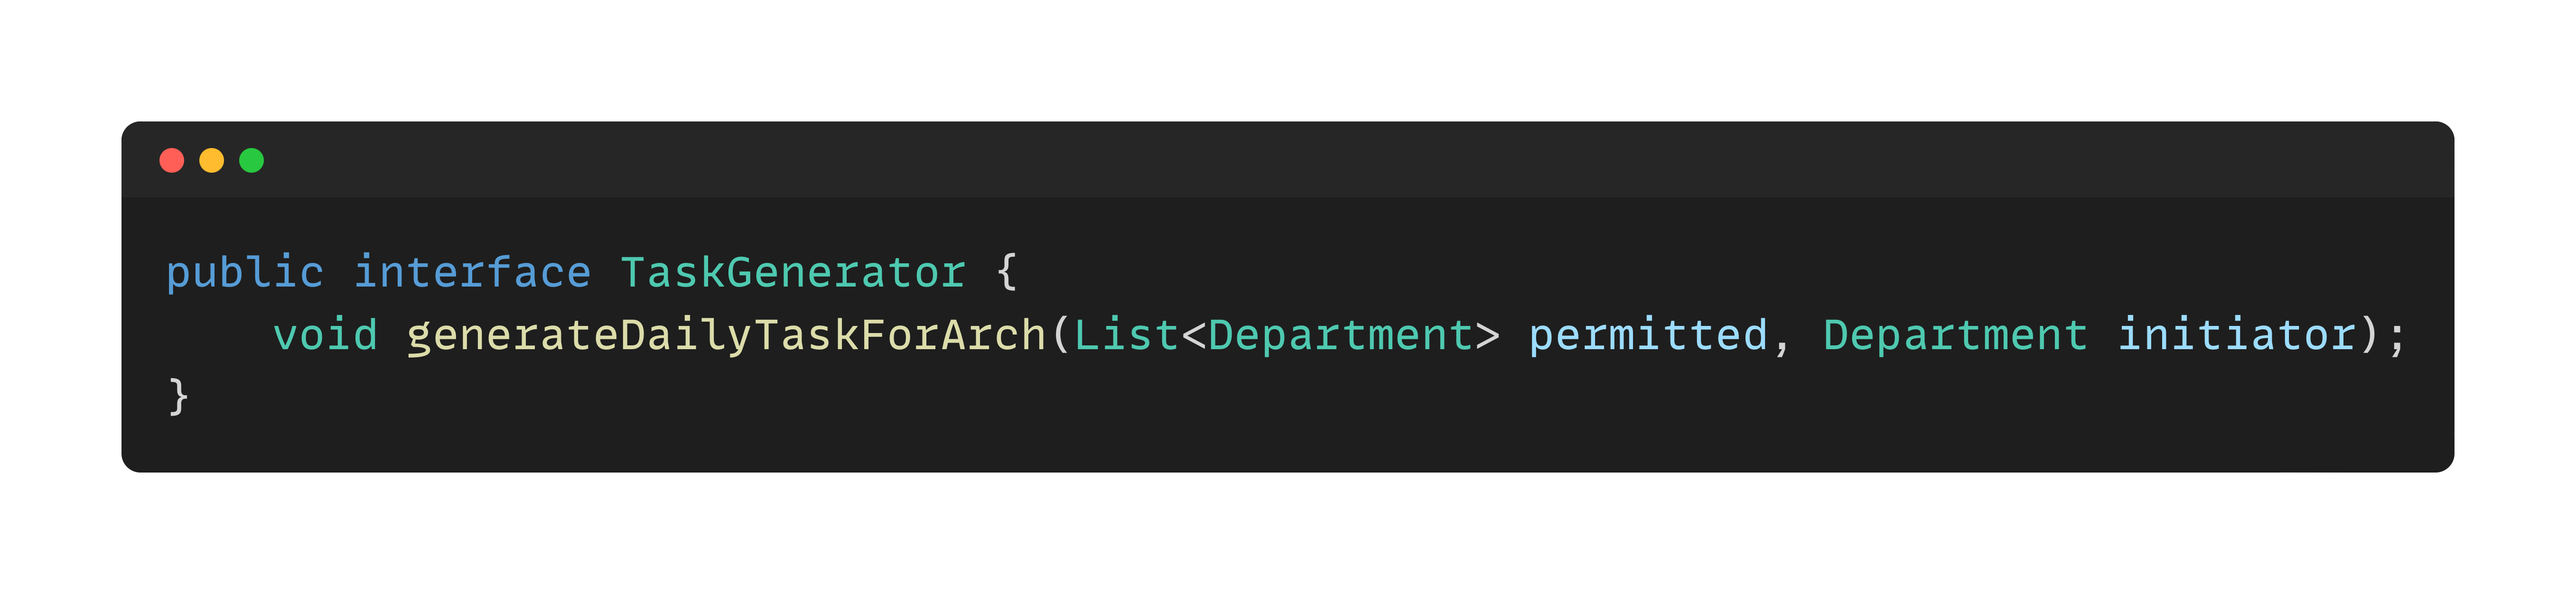 public interface TaskGenerator {
    void generateDailyTaskForArch(List<Department> permitted, Department initiator);
}